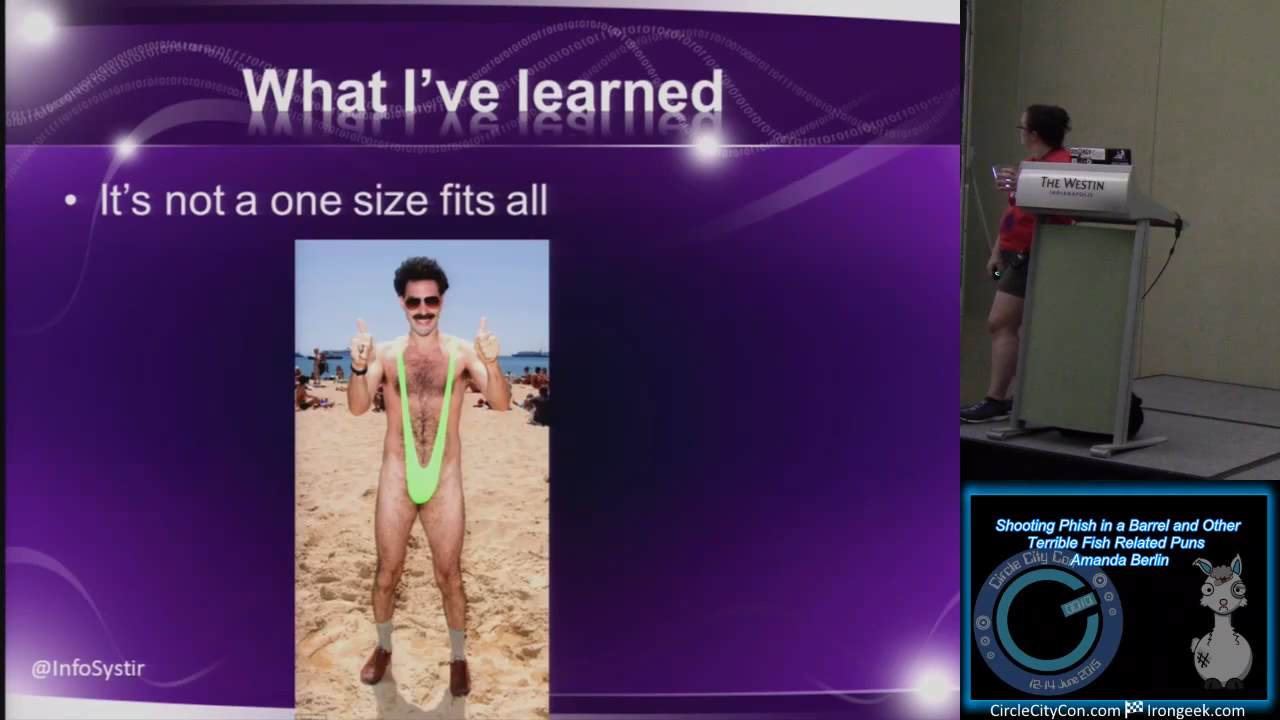 What I've learned
• It's not a one size fits all
@InfoSystir
THE WESTIN
INDIANAPOLIS
Shooting Phish in a Barrel and Other
Terrible Fish Related Puns
Amanda Berlin
Circle City Con
12-14 June 2015
CircleCityCon.com
Irongeek.com